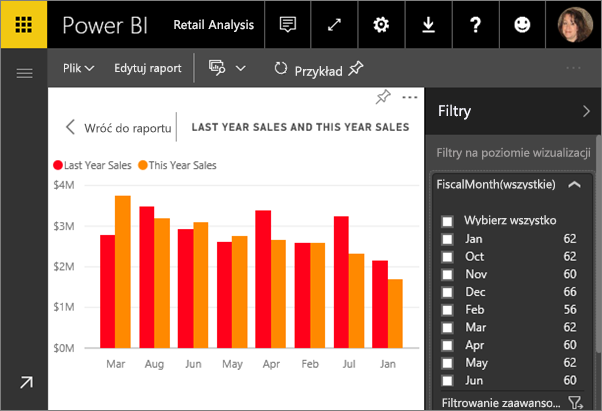 Power BI Retail Analysis ?
Plik Edytuj raport Przykład ...
...
Wróć do raportu LAST YEAR SALES AND THIS YEAR SALES
Last Year Sales This Year Sales
$4M
$3M
$2M
$1M
$0M
Mar Aug Jun May Apr Feb Jul Jan
Filtry
Filtry na poziomie wizualizacji
FiscalMonth(wszystkie)
Wybierz wszystko
Jan 62
Oct 62
Nov 60
Dec 66
Feb 56
Mar 62
Apr 60
May 62
Jun 60
Filtrowanie zaawanso...